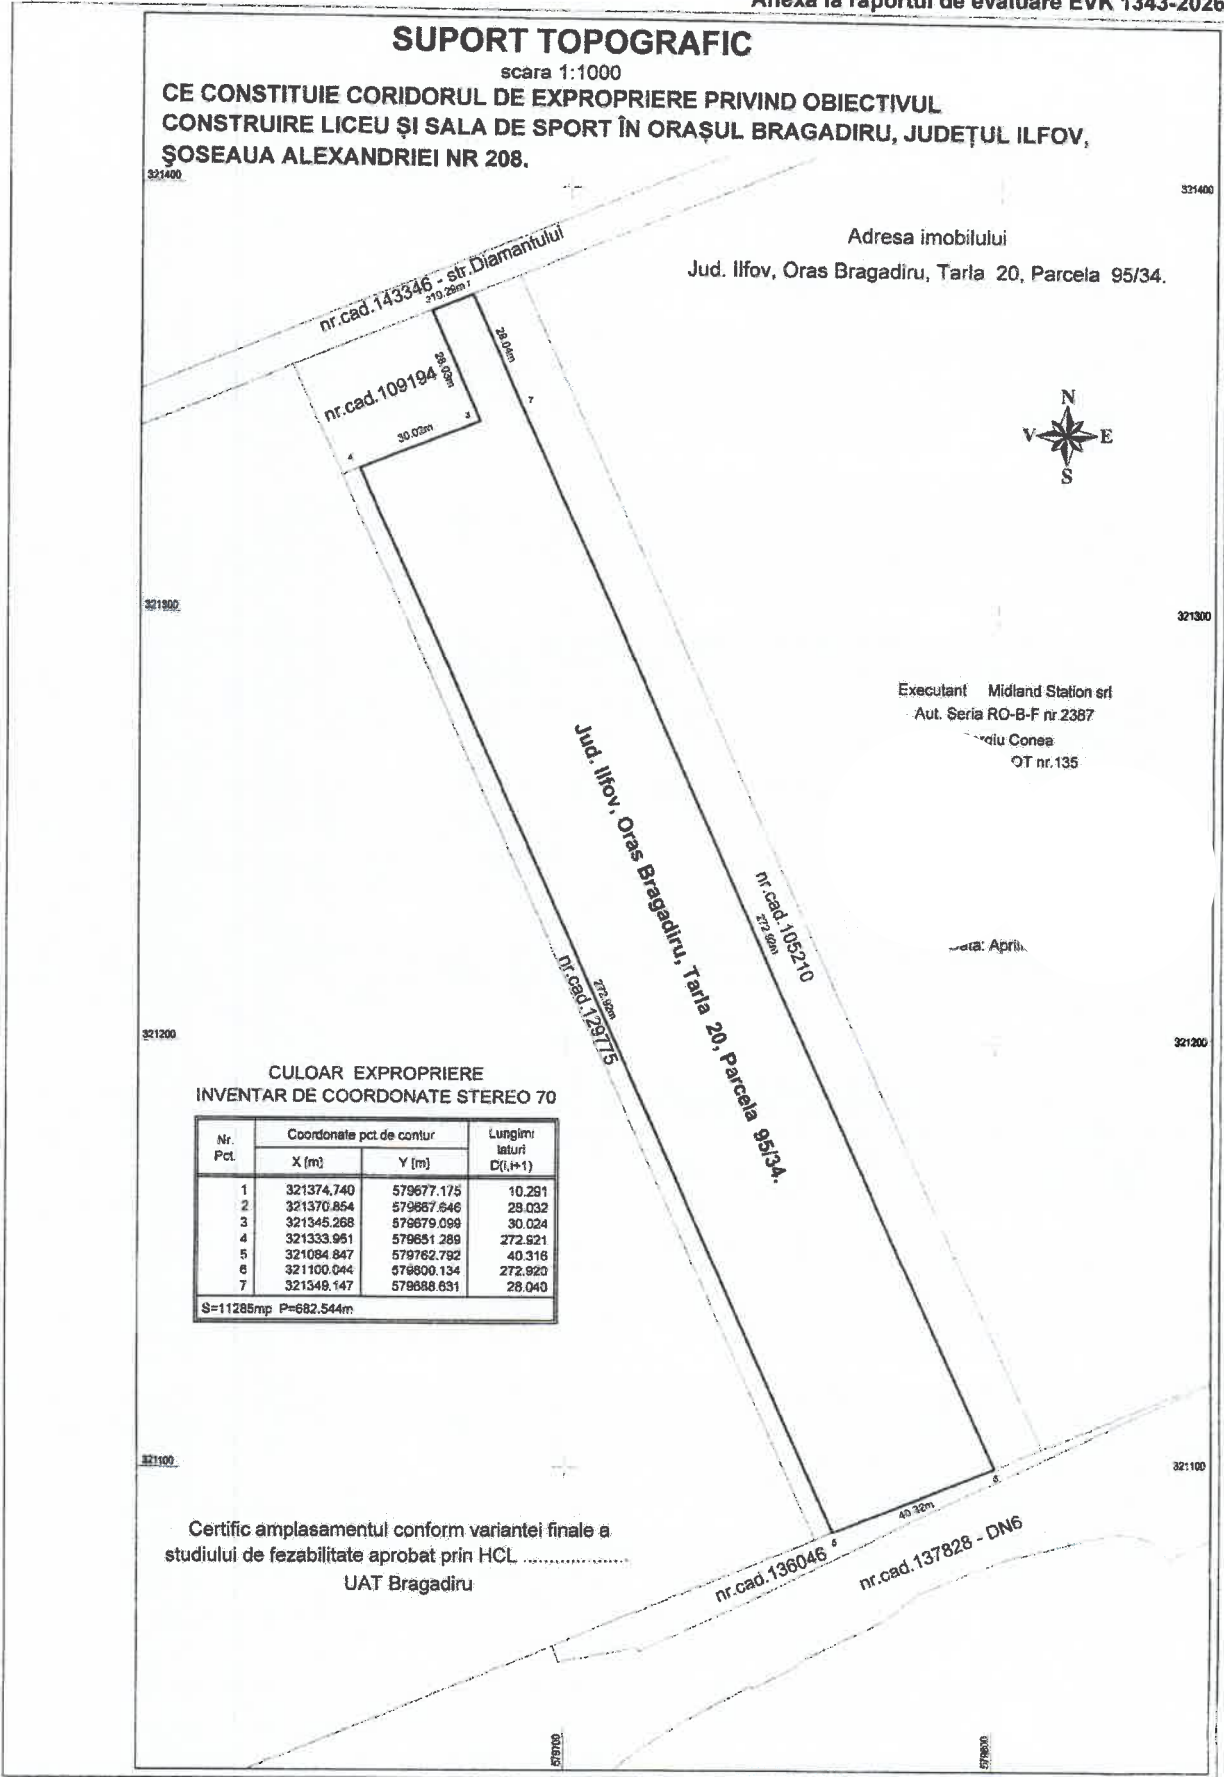 Anexa la raportul de evaluare EVK 1343-2026
SUPORT TOPOGRAFIC
scara 1:1000
CE CONSTITUIE CORIDORUL DE EXPROPRIERE PRIVIND OBIECTIVUL
CONSTRUIRE LICEU ȘI SALA DE SPORT ÎN ORAȘUL BRAGADIRU, JUDEȚUL ILFOV,
ȘOSEAUA ALEXANDRIEI NR 208.
321400
321400
Adresa imobilului
Jud. Ilfov, Oras Bragadiru, Tarla 20, Parcela 95/34.
nr.cad.143346 - str.Diamantului
28.04m
7
nr.cad.109194
28.03m
3
30.02m
4
N
V E
S
321300
321300
Executant Midland Station srl
Aut. Seria RO-B-F nr.2387
Conea
OT nr.135
Jud. Ilfov, Oras Bragadiru, Tarla 20, Parcela 95/34.
nr.cad.105210
272.92m
nr.cad.129775
272.92m
321200
321200
CULOAR EXPROPRIERE
INVENTAR DE COORDONATE STEREO 70
Nr. Pct. Coordonate pct.de contur Lungimi laturi D(i,i+1)
X [m] Y [m]
1 321374.740 579677.175 10.291
2 321370.854 579667.646 28.032
3 321345.268 579679.099 30.024
4 321333.951 579651.289 272.921
5 321084.847 579762.792 40.316
6 321100.044 579800.134 272.920
7 321349.147 579688.631 28.040
S=11285mp P=682.544m
321100
321100
6
40.32m
5
nr.cad.136046
nr.cad.137828 - DN6
Certific amplasamentul conform variantei finale a
studiului de fezabilitate aprobat prin HCL ..................
UAT Bragadiru
579700
579800